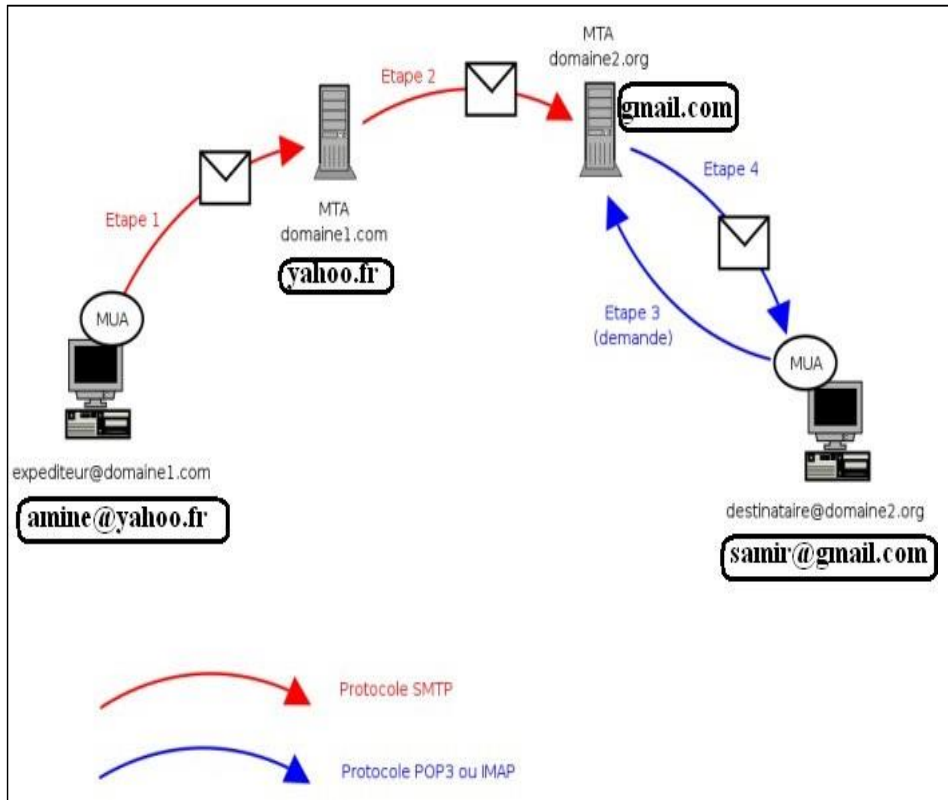 MTA
domaine2.org
gmail.com
Etape 2
Etape 4
Etape 1
MTA
domaine1.com
yahoo.fr
MUA
Etape 3
(demande)
MUA
expediteur@domaine1.com
amine@yahoo.fr
destinataire@domaine2.org
samir@gmail.com
Protocole SMTP
Protocole POP3 ou IMAP